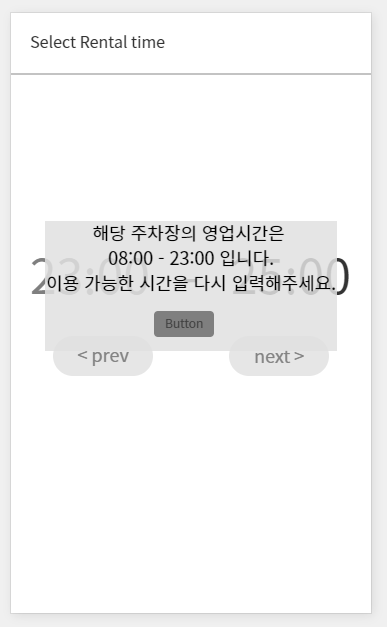 Select Rental time
해당 주차장의 영업시간은
08:00 - 23:00 입니다.
23:00 - 25:00
이용 가능한 시간을 다시 입력해주세요.
Button
< prev
next >